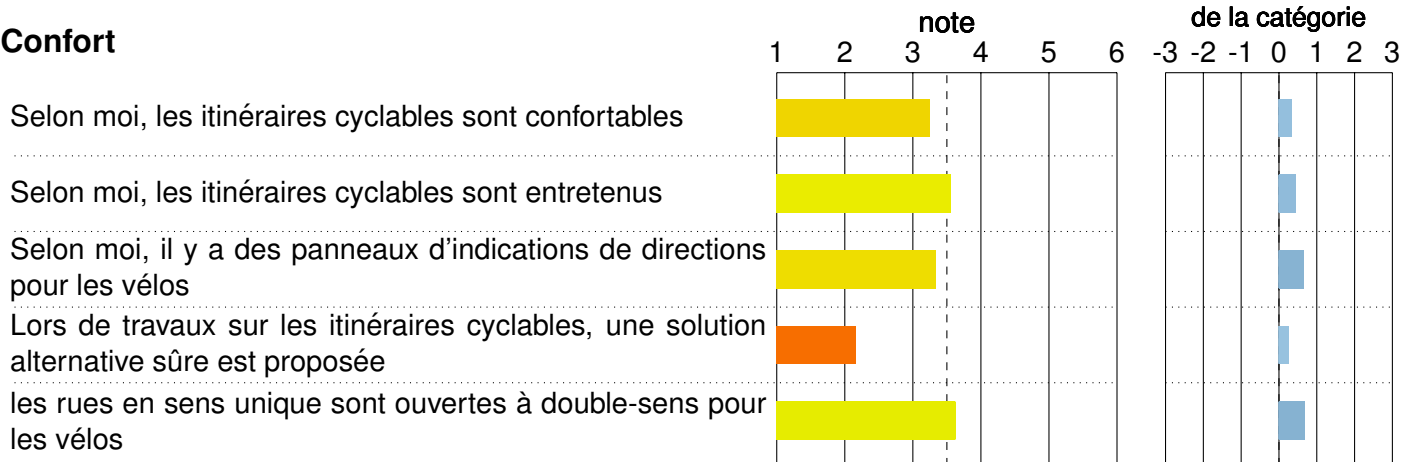 note
de la catégorie
Confort
1 2 3 4 5 6
-3 -2 -1 0 1 2 3
Selon moi, les itinéraires cyclables sont confortables
Selon moi, les itinéraires cyclables sont entretenus
Selon moi, il y a des panneaux d'indications de directions
pour les vélos
Lors de travaux sur les itinéraires cyclables, une solution
alternative sûre est proposée
les rues en sens unique sont ouvertes à double-sens pour
les vélos